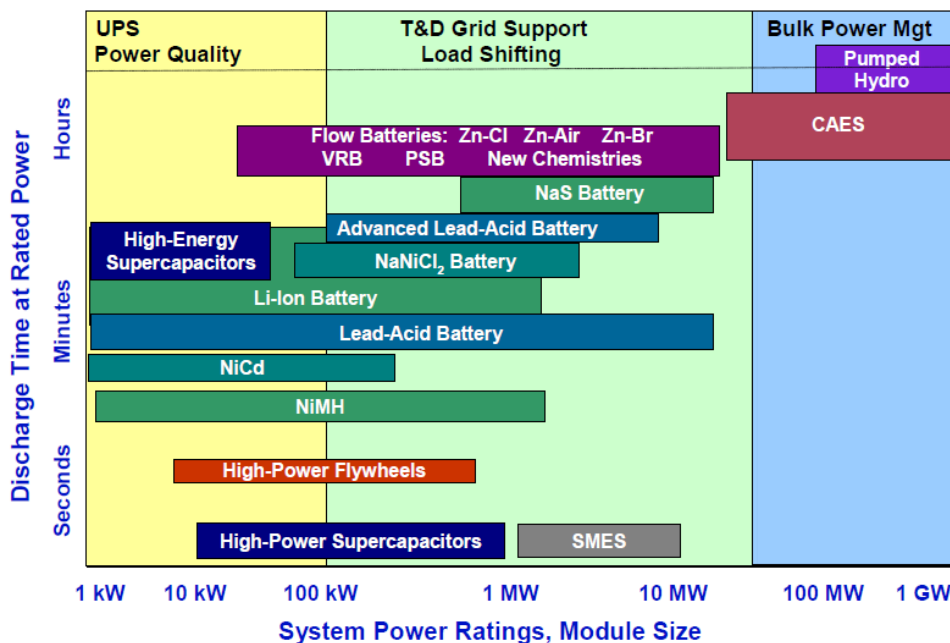 UPS
Power Quality
T&D Grid Support
Load Shifting
Bulk Power Mgt
Pumped
Hydro
CAES
Flow Batteries: Zn-Cl Zn-Air Zn-Br
VRB PSB New Chemistries
NaS Battery
Advanced Lead-Acid Battery
High-Energy
Supercapacitors
NaNiCl₂ Battery
Li-Ion Battery
Lead-Acid Battery
NiCd
NiMH
High-Power Flywheels
High-Power Supercapacitors
SMES
Discharge Time at Rated Power
Hours
Minutes
Seconds
1 kW 10 kW 100 kW 1 MW 10 MW 100 MW 1 GW
System Power Ratings, Module Size